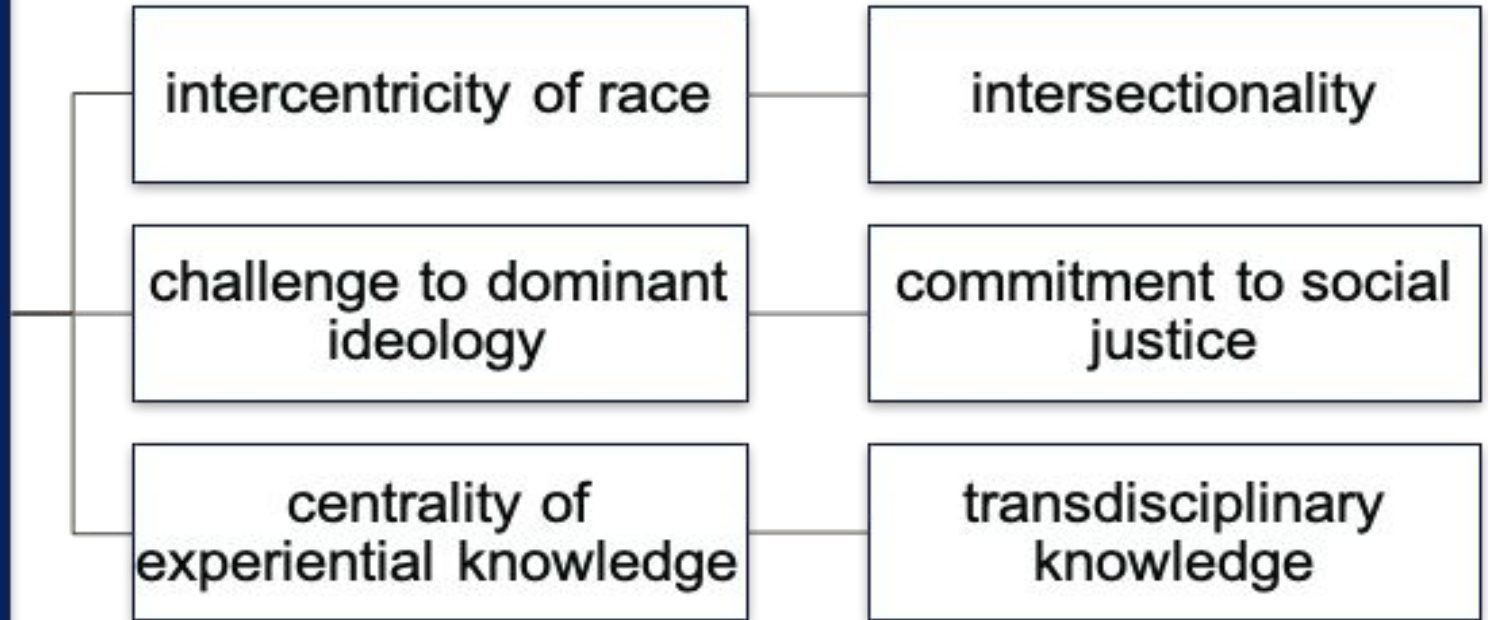 intercentricity of race
intersectionality
challenge to dominant
ideology
commitment to social
justice
centrality of
experiential knowledge
transdisciplinary
knowledge